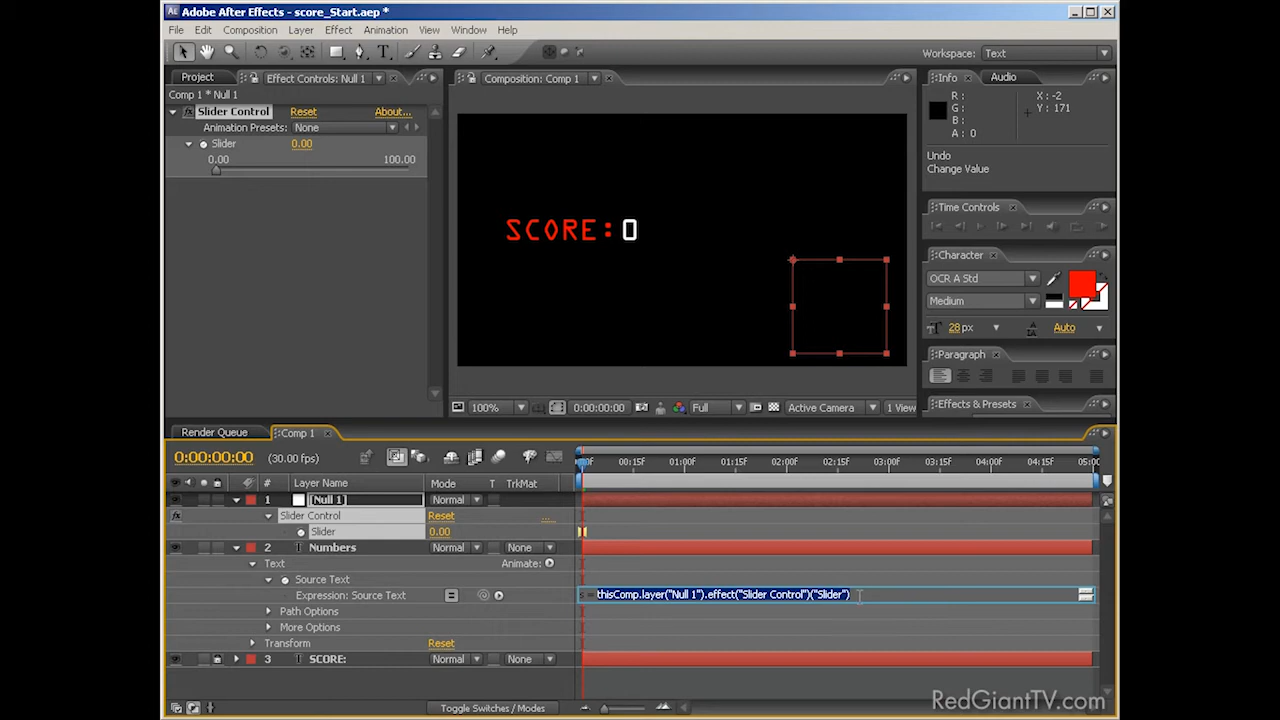 Adobe After Effects - score_Start.aep *
File Edit Composition Layer Effect Animation View Window Help
Workspace: Text
Project Effect Controls: Null 1
Composition: Comp 1
Info Audio
Comp 1 * Null 1
Slider Control Reset About...
Animation Presets: None
Slider 0.00
0.00 100.00
R :
G :
B :
A : 0
X : -2
Y : 171
Undo
Change Value
SCORE:0
Time Controls
Character
OCR A Std
Medium
28 px Auto
Paragraph
Effects & Presets
100% 0:00:00:00 Full Active Camera 1 View
Render Queue Comp 1
0:00:00:00 (30.00 fps)
00:15f 01:00f 01:15f 02:00f 02:15f 03:00f 03:15f 04:00f 04:15f 05:00
# Layer Name Mode T TrkMat
1 [Null 1] Normal
Slider Control Reset ...
Slider 0.00
2 T Numbers Normal None
Text Animate:
Source Text
Expression: Source Text
s = thisComp.layer("Null 1").effect("Slider Control")("Slider")
Path Options
More Options
Transform Reset
3 T SCORE: Normal None
Toggle Switches / Modes
RedGiantTV.com